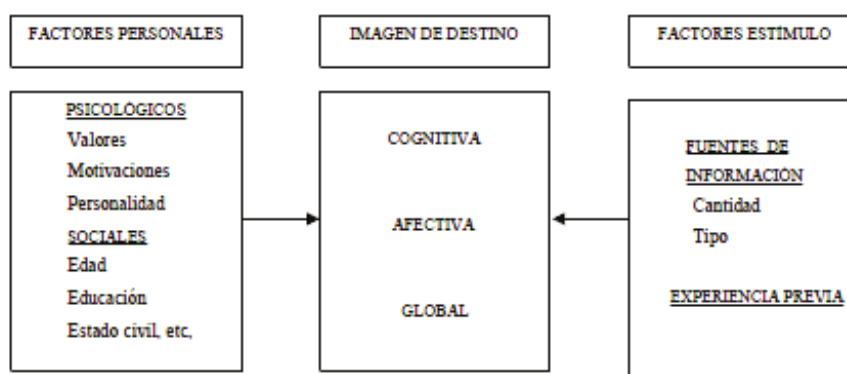 FACTORES PERSONALES
IMAGEN DE DESTINO
FACTORES ESTÍMULO
PSICOLÓGICOS
Valores
Motivaciones
Personalidad
SOCIALES
Edad
Educación
Estado civil, etc,
COGNITIVA
AFECTIVA
GLOBAL
FUENTES DE
INFORMACIÓN
Cantidad
Tipo
EXPERIENCIA PREVIA